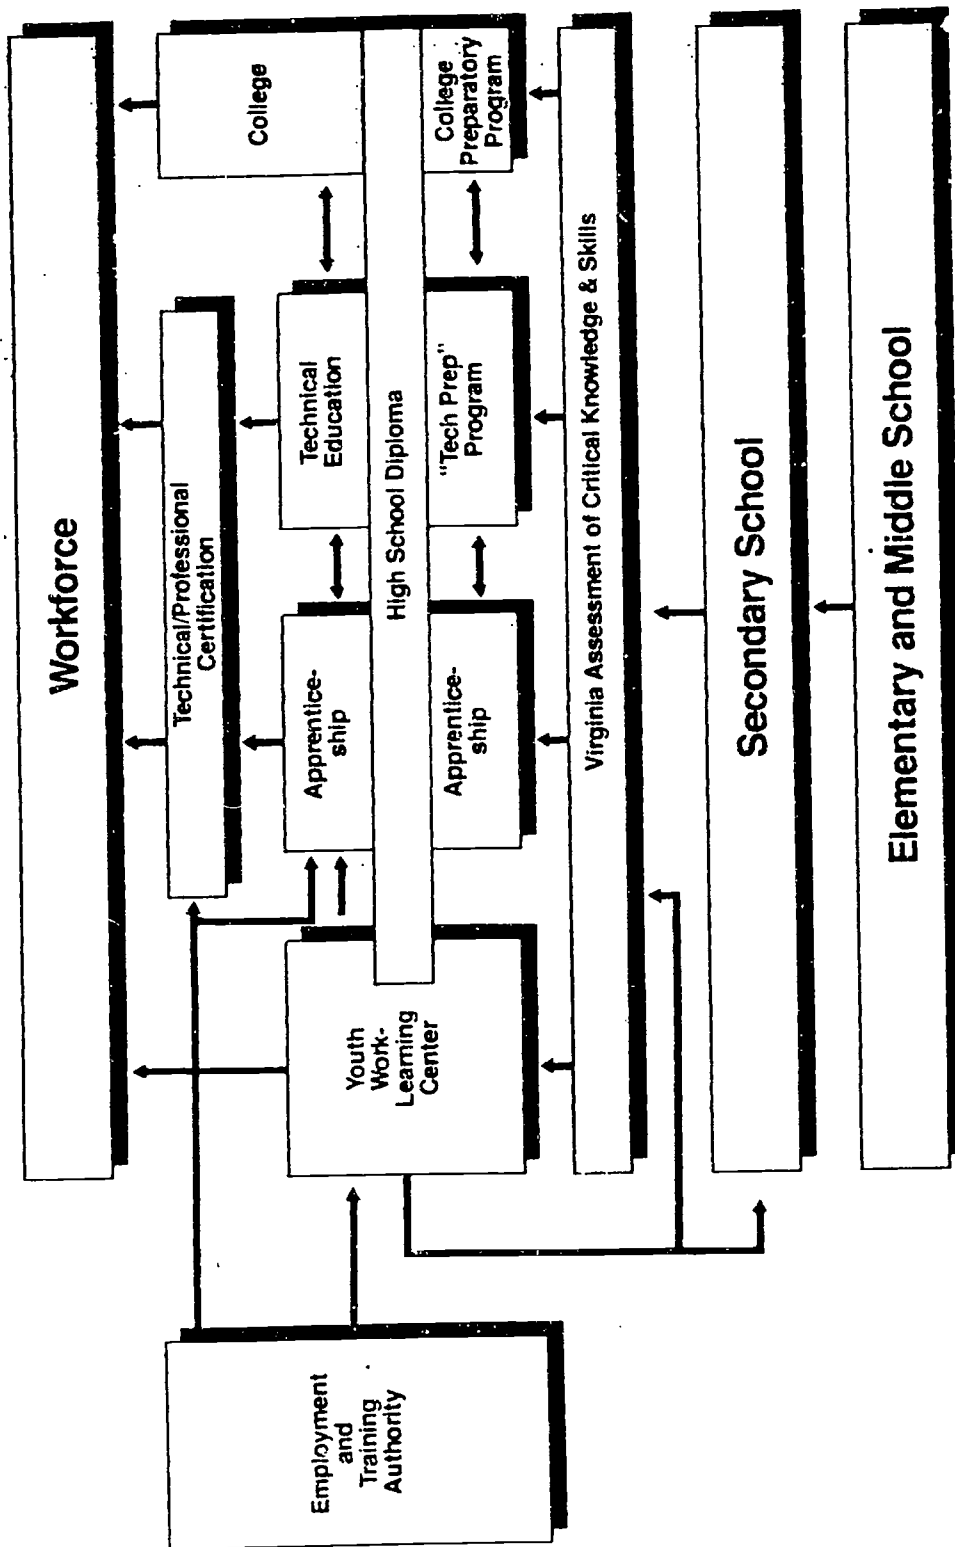 Workforce
Technical/Professional
Certification
College
Technical
Education
Apprentice-
ship
High School Diploma
College
Preparatory
Program
"Tech Prep"
Program
Apprentice-
ship
Youth
Work-
Learning
Center
Employment
and
Training
Authority
Virginia Assessment of Critical Knowledge & Skills
Secondary School
Elementary and Middle School